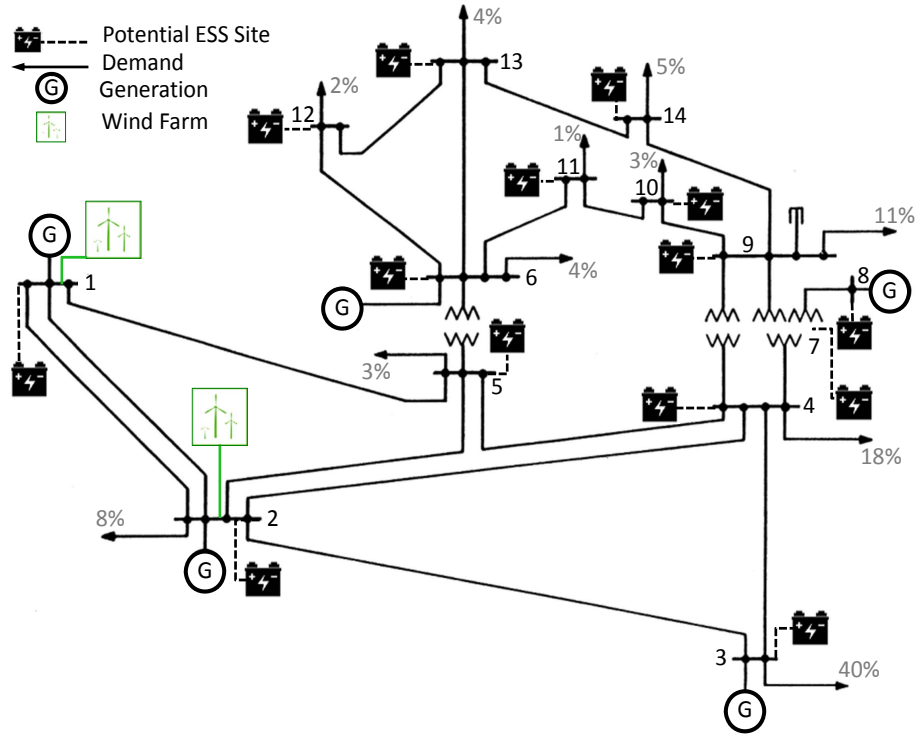 Potential ESS Site
Demand
G
Generation
Wind Farm
4%
13
5%
14
2%
12
1%
11
3%
10
11%
9
G
1
6
4%
8
G
G
7
3%
5
4
18%
8%
2
G
3
40%
G